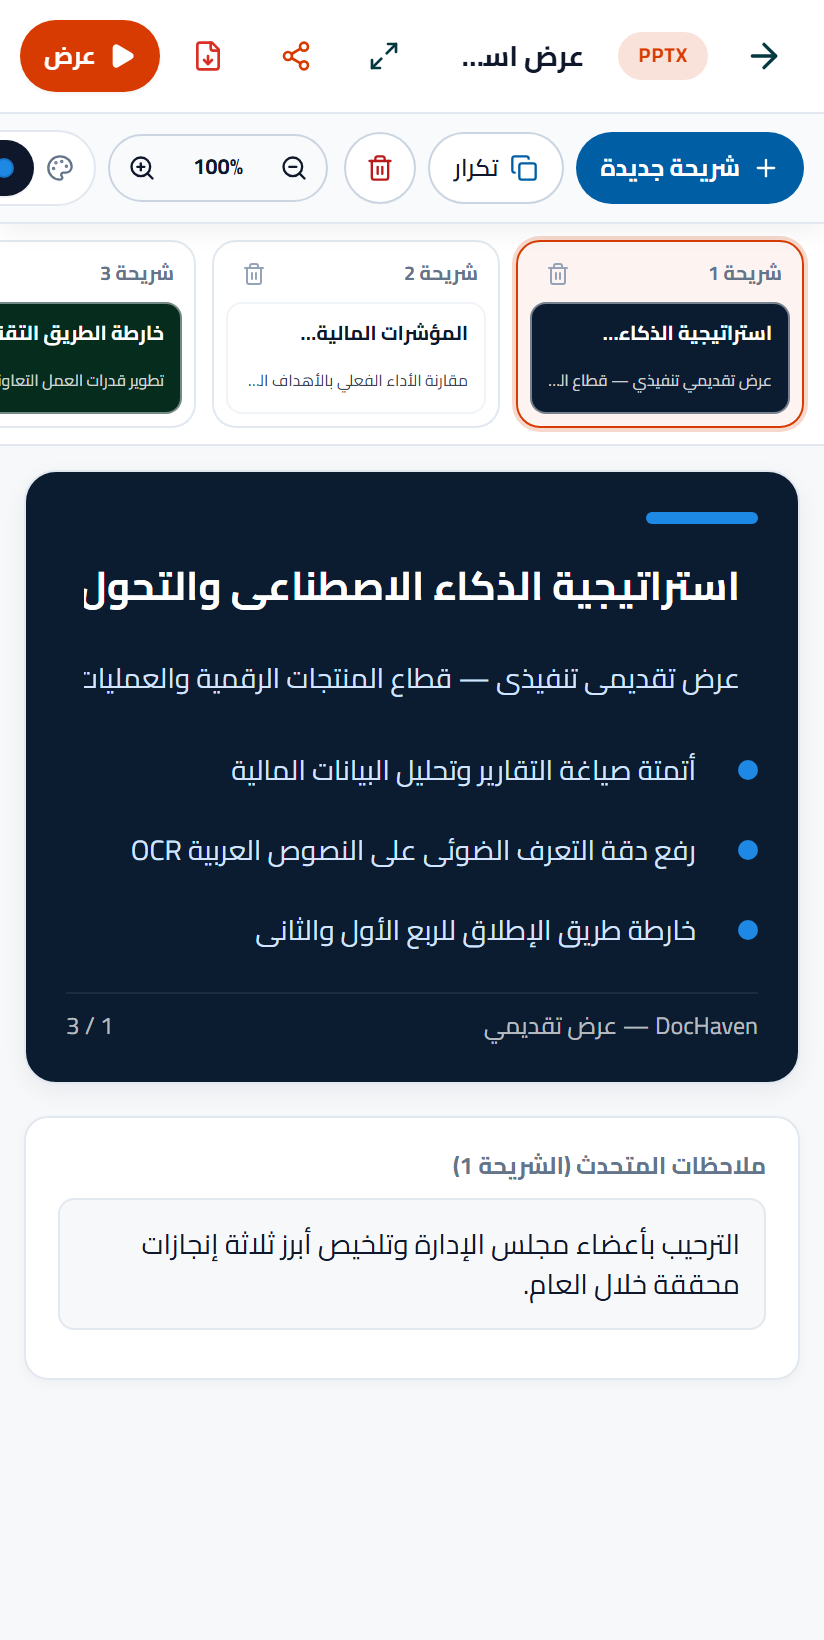 PPTX
عرض اسـ...
عرض
شريحة جديدة
تكرار
100%
شريحة 1
شريحة 2
شريحة 3
استراتيجية الذكاء...
عرض تقديمي تنفيذي — قطاع الـ...
المؤشرات المالية...
مقارنة الأداء الفعلي بالأهداف الـ...
خارطة الطريق
تطوير قدرات العمل
استراتيجية الذكاء الاصطناعي والتحول
عرض تقديمي تنفيذي — قطاع المنتجات الرقمية والعمليات
أتمتة صياغة التقارير وتحليل البيانات المالية
رفع دقة التعرف الضوئي على النصوص العربية OCR
خارطة طريق الإطلاق للربع الأول والثاني
DocHaven — عرض تقديمي
1 / 3
ملاحظات المتحدث (الشريحة 1)
الترحيب بأعضاء مجلس الإدارة وتلخيص أبرز ثلاثة إنجازات
محققة خلال العام.